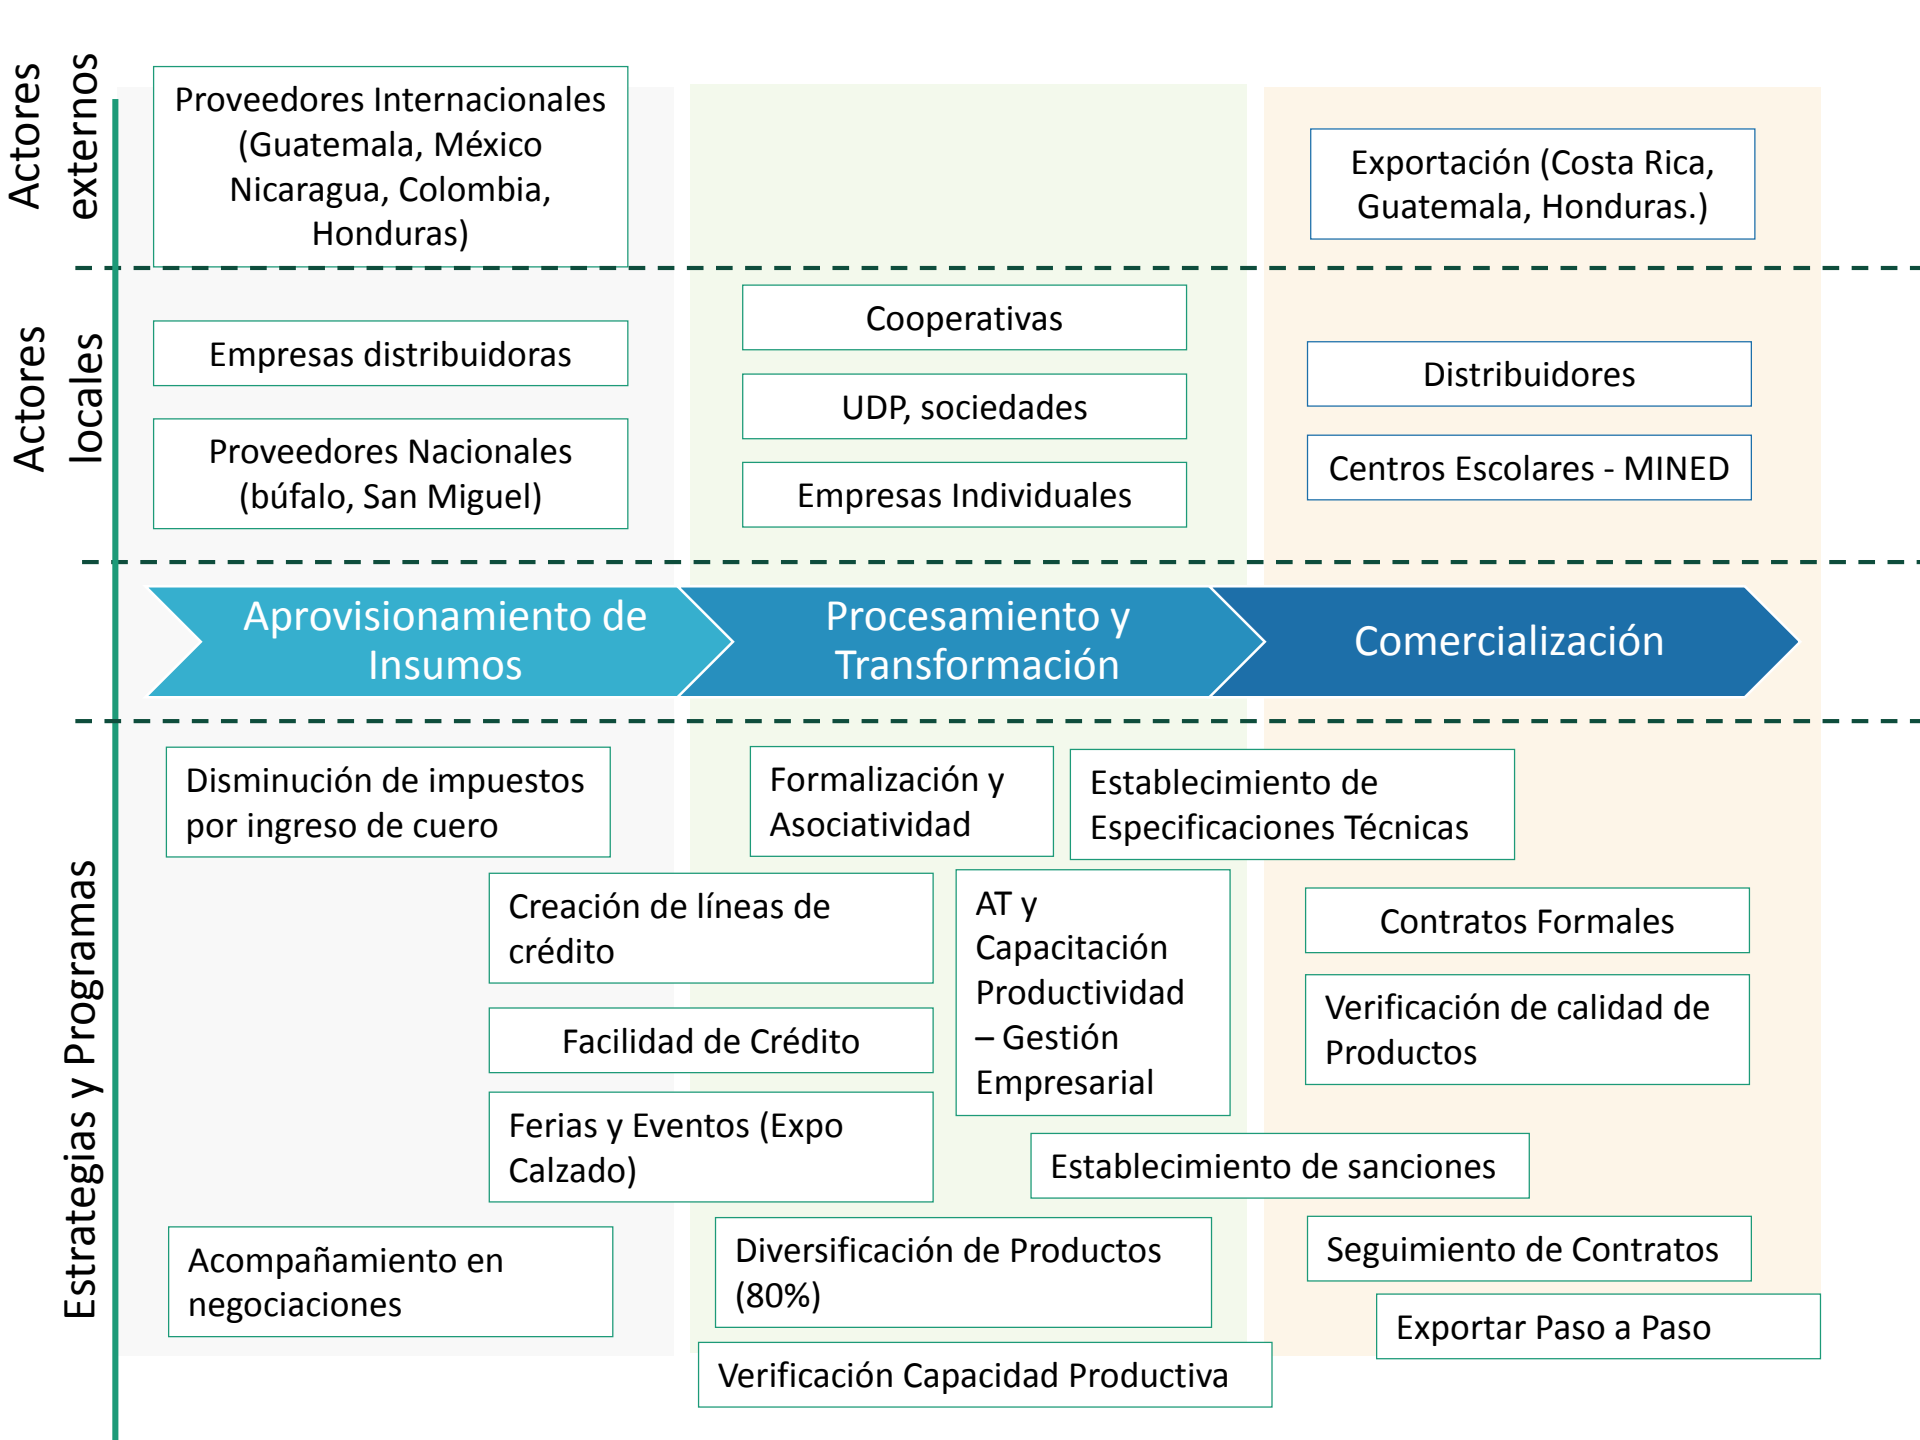 Actores
externos
Proveedores Internacionales
(Guatemala, México
Nicaragua, Colombia,
Honduras)
Exportación (Costa Rica,
Guatemala, Honduras.)
Actores
locales
Empresas distribuidoras
Proveedores Nacionales
(búfalo, San Miguel)
Cooperativas
UDP, sociedades
Empresas Individuales
Distribuidores
Centros Escolares - MINED
Aprovisionamiento de
Insumos
Procesamiento y
Transformación
Comercialización
Estrategias y Programas
Disminución de impuestos
por ingreso de cuero
Formalización y
Asociatividad
Establecimiento de
Especificaciones Técnicas
Creación de líneas de
crédito
AT y
Capacitación
Productividad
– Gestión
Empresarial
Contratos Formales
Facilidad de Crédito
Verificación de calidad de
Productos
Ferias y Eventos (Expo
Calzado)
Establecimiento de sanciones
Acompañamiento en
negociaciones
Diversificación de Productos
(80%)
Seguimiento de Contratos
Exportar Paso a Paso
Verificación Capacidad Productiva